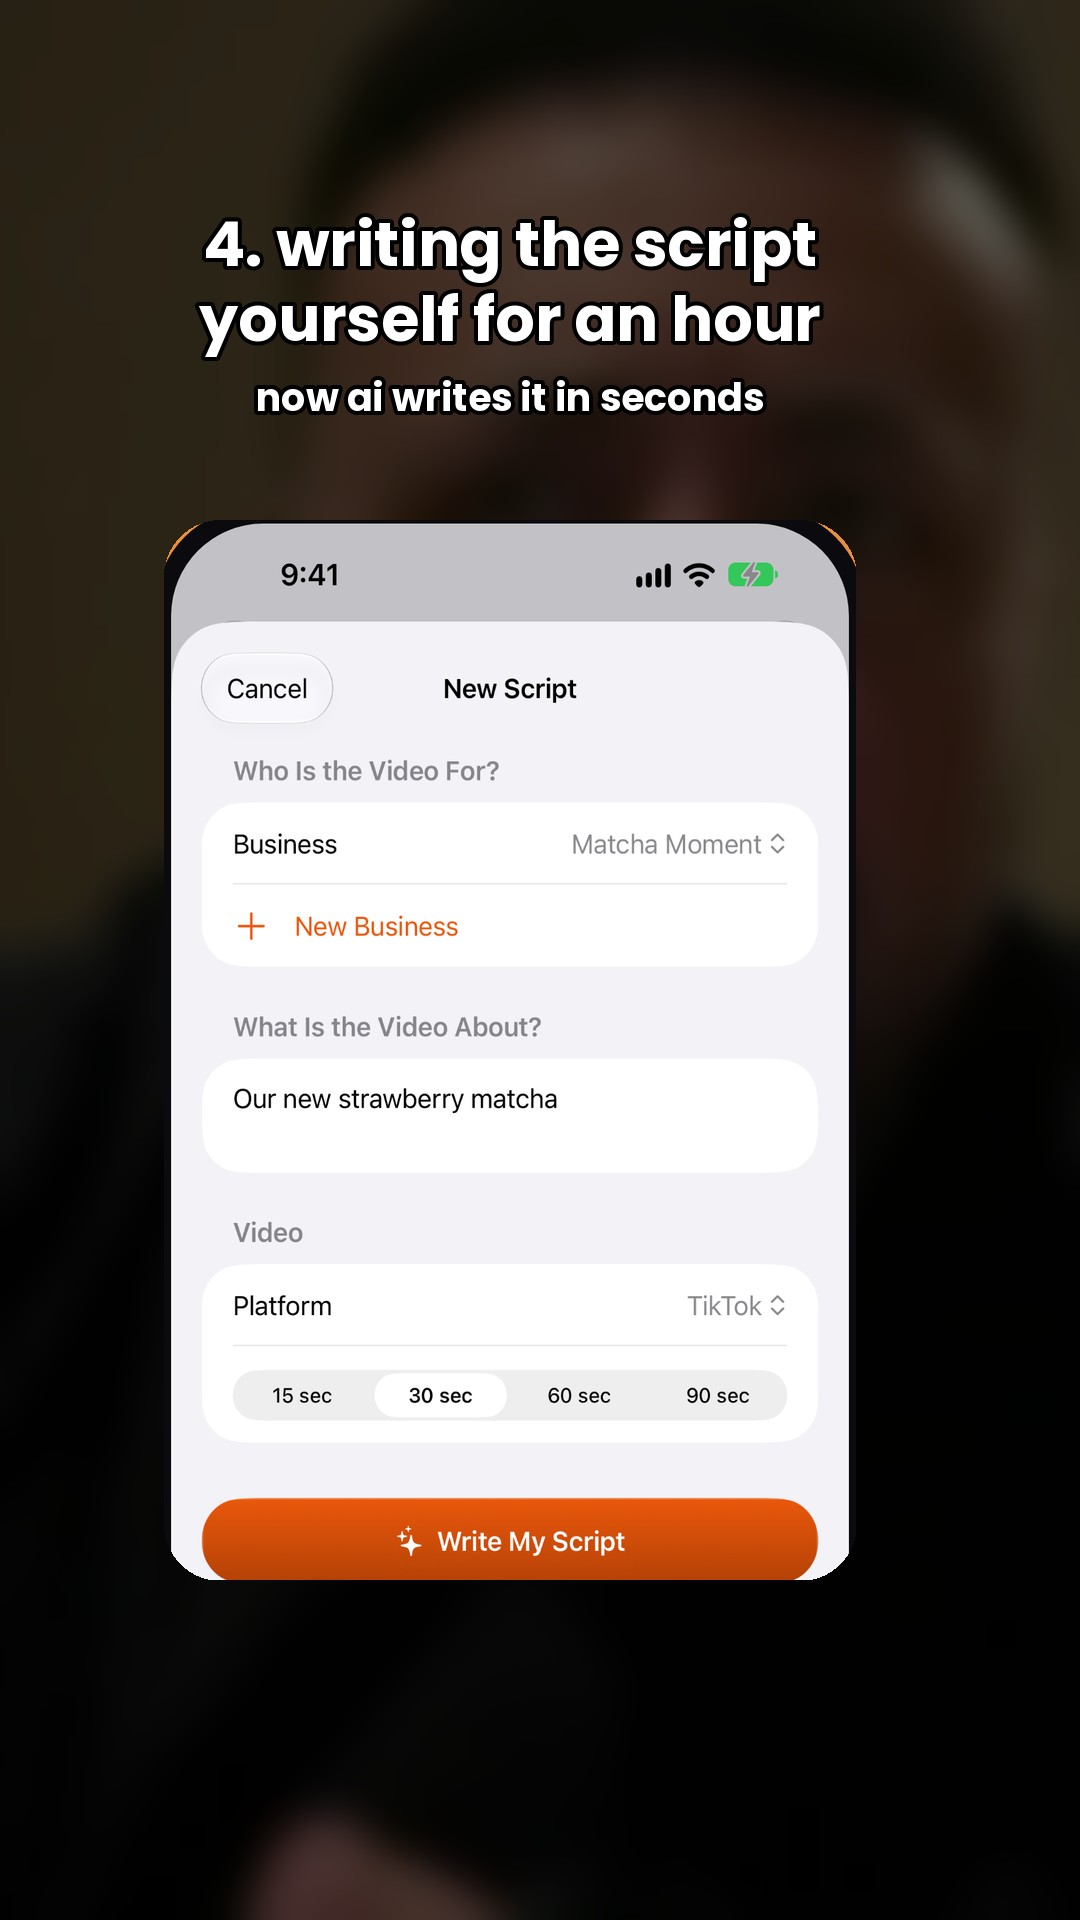 4. writing the script
yourself for an hour
now ai writes it in seconds
9:41
Cancel
New Script
Who Is the Video For?
Business
Matcha Moment
New Business
What Is the Video About?
Our new strawberry matcha
Video
Platform
TikTok
15 sec
30 sec
60 sec
90 sec
Write My Script